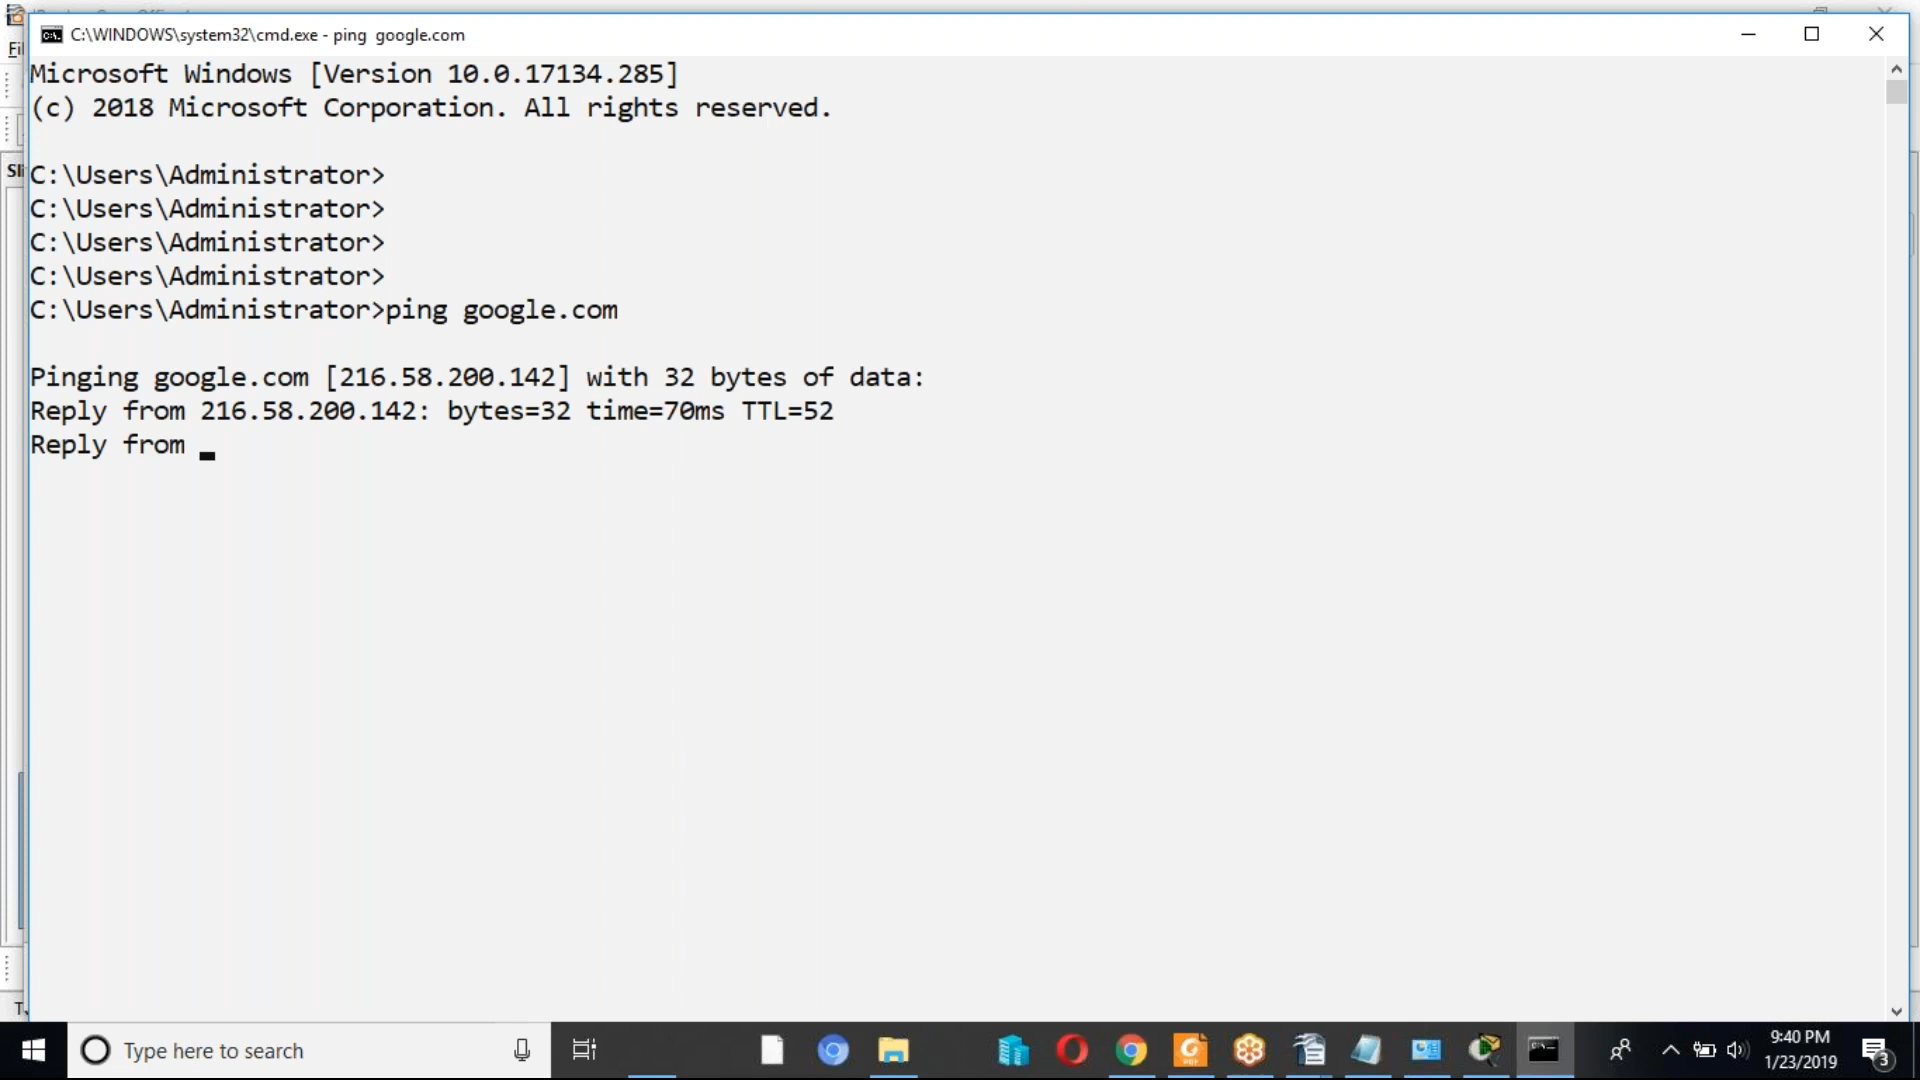 C:\WINDOWS\system32\cmd.exe - ping  google.com
Microsoft Windows [Version 10.0.17134.285]
(c) 2018 Microsoft Corporation. All rights reserved.
C:\Users\Administrator>
C:\Users\Administrator>
C:\Users\Administrator>
C:\Users\Administrator>
C:\Users\Administrator>ping google.com
Pinging google.com [216.58.200.142] with 32 bytes of data:
Reply from 216.58.200.142: bytes=32 time=70ms TTL=52
Reply from
Type here to search
9:40 PM
1/23/2019
3